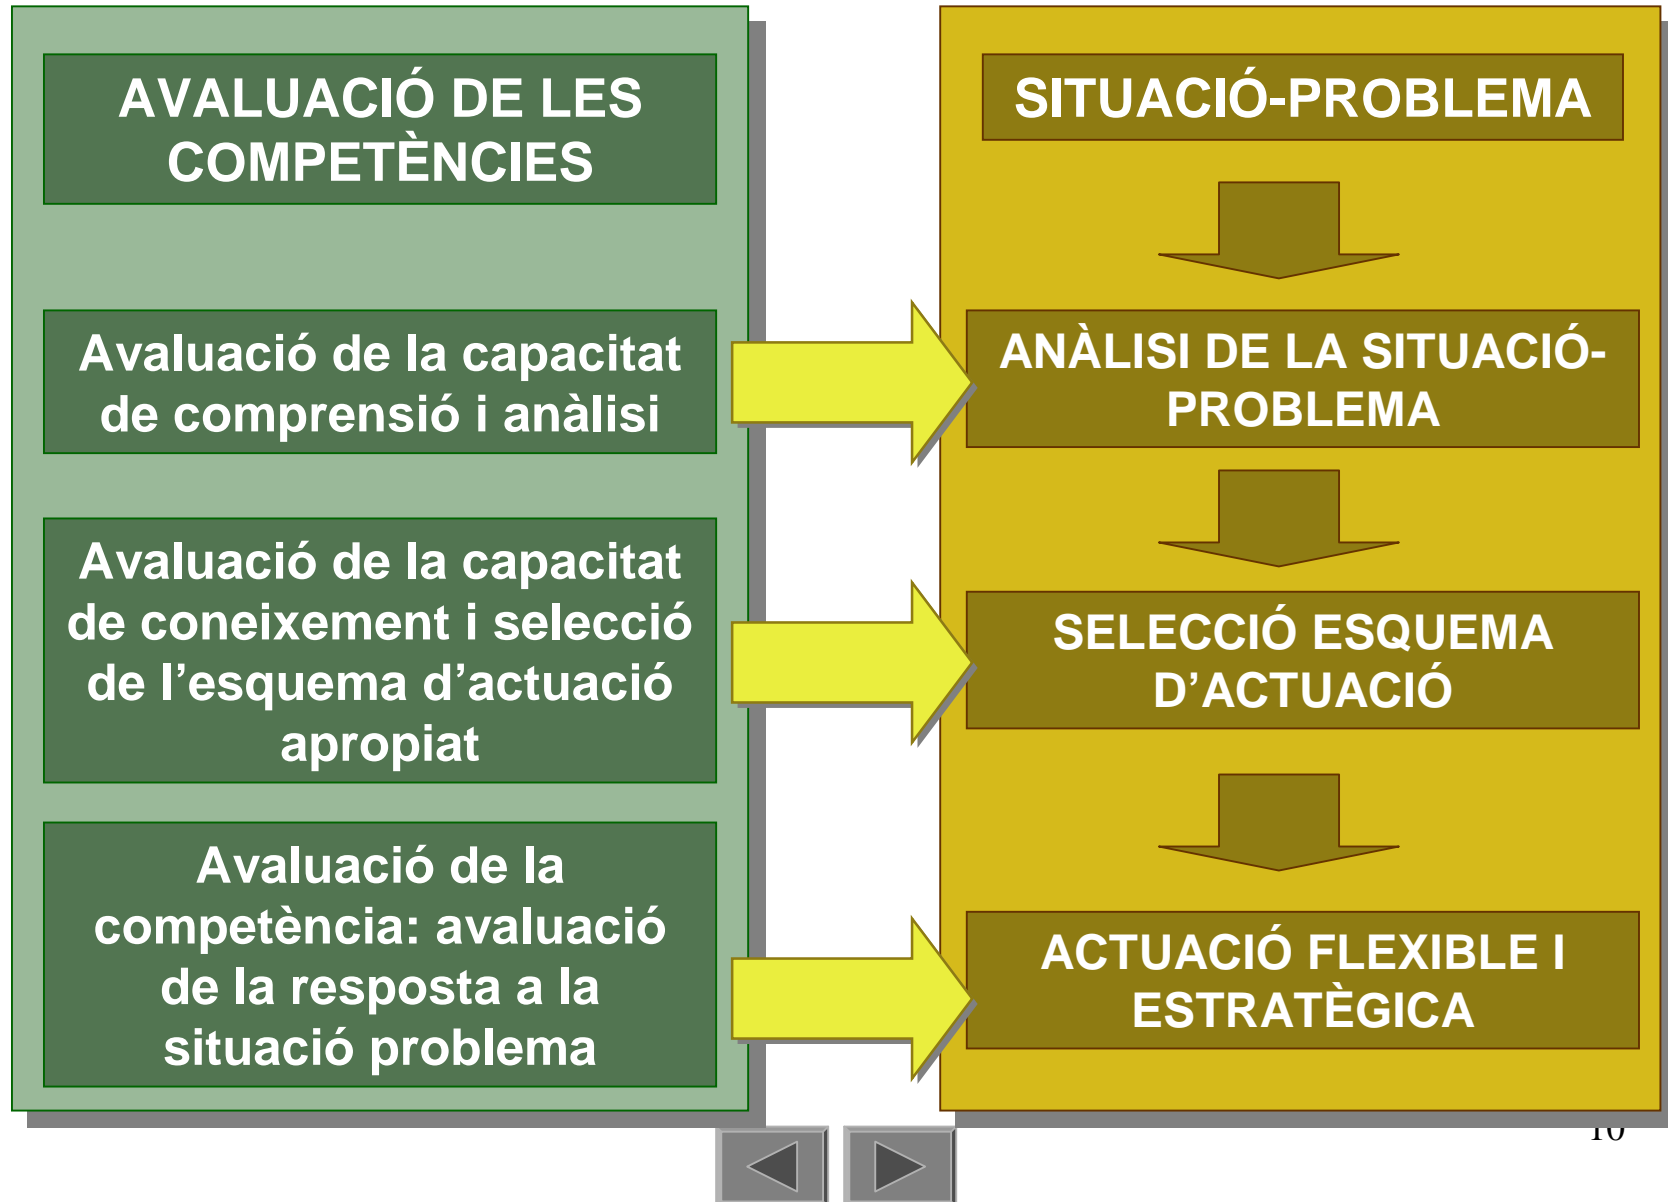 AVALUACIÓ DE LES
COMPETÈNCIES
Avaluació de la capacitat
de comprensió i anàlisi
Avaluació de la capacitat
de coneixement i selecció
de l’esquema d’actuació
apropiat
Avaluació de la
competència: avaluació
de la resposta a la
situació problema
SITUACIÓ-PROBLEMA
ANÀLISI DE LA SITUACIÓ-
PROBLEMA
SELECCIÓ ESQUEMA
D’ACTUACIÓ
ACTUACIÓ FLEXIBLE I
ESTRATÈGICA
10